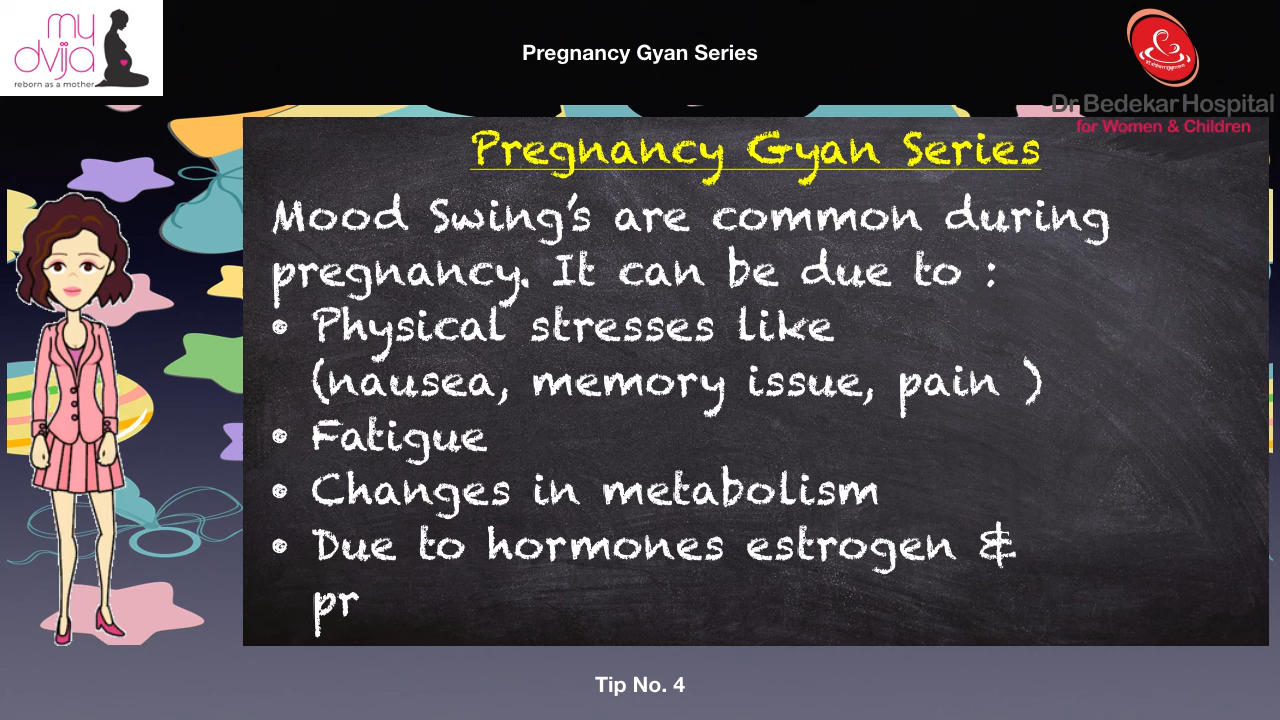 my
dvija
reborn as a mother
Pregnancy Gyan Series
Dr Bedekar Hospital
for Women & Children
Pregnancy Gyan Series
Mood Swing's are common during
pregnancy. It can be due to :
• Physical stresses like
(nausea, memory issue, pain )
• Fatigue
• Changes in metabolism
• Due to hormones estrogen &
pr
Tip No. 4